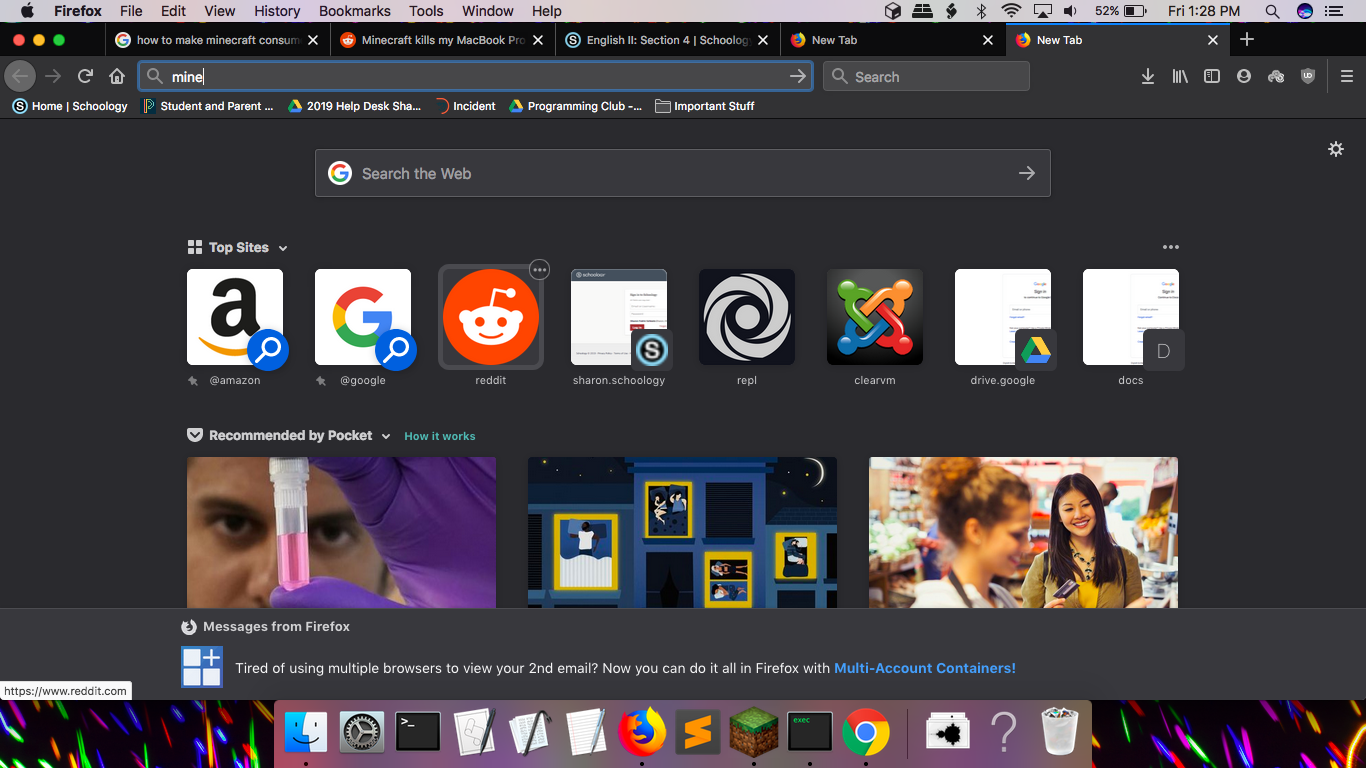 Firefox File Edit View History Bookmarks Tools Window Help 52% Fri 1:28 PM
how to make minecraft consum
Minecraft kills my MacBook Pro
English II: Section 4 | Schoology
New Tab
New Tab
mine
Search
Home | Schoology
Student and Parent ...
2019 Help Desk Sha...
Incident
Programming Club -...
Important Stuff
Search the Web
Top Sites
@amazon
@google
reddit
sharon.schoology
repl
clearvm
drive.google
docs
D
Recommended by Pocket
How it works
Messages from Firefox
Tired of using multiple browsers to view your 2nd email? Now you can do it all in Firefox with Multi-Account Containers!
https://www.reddit.com
exec